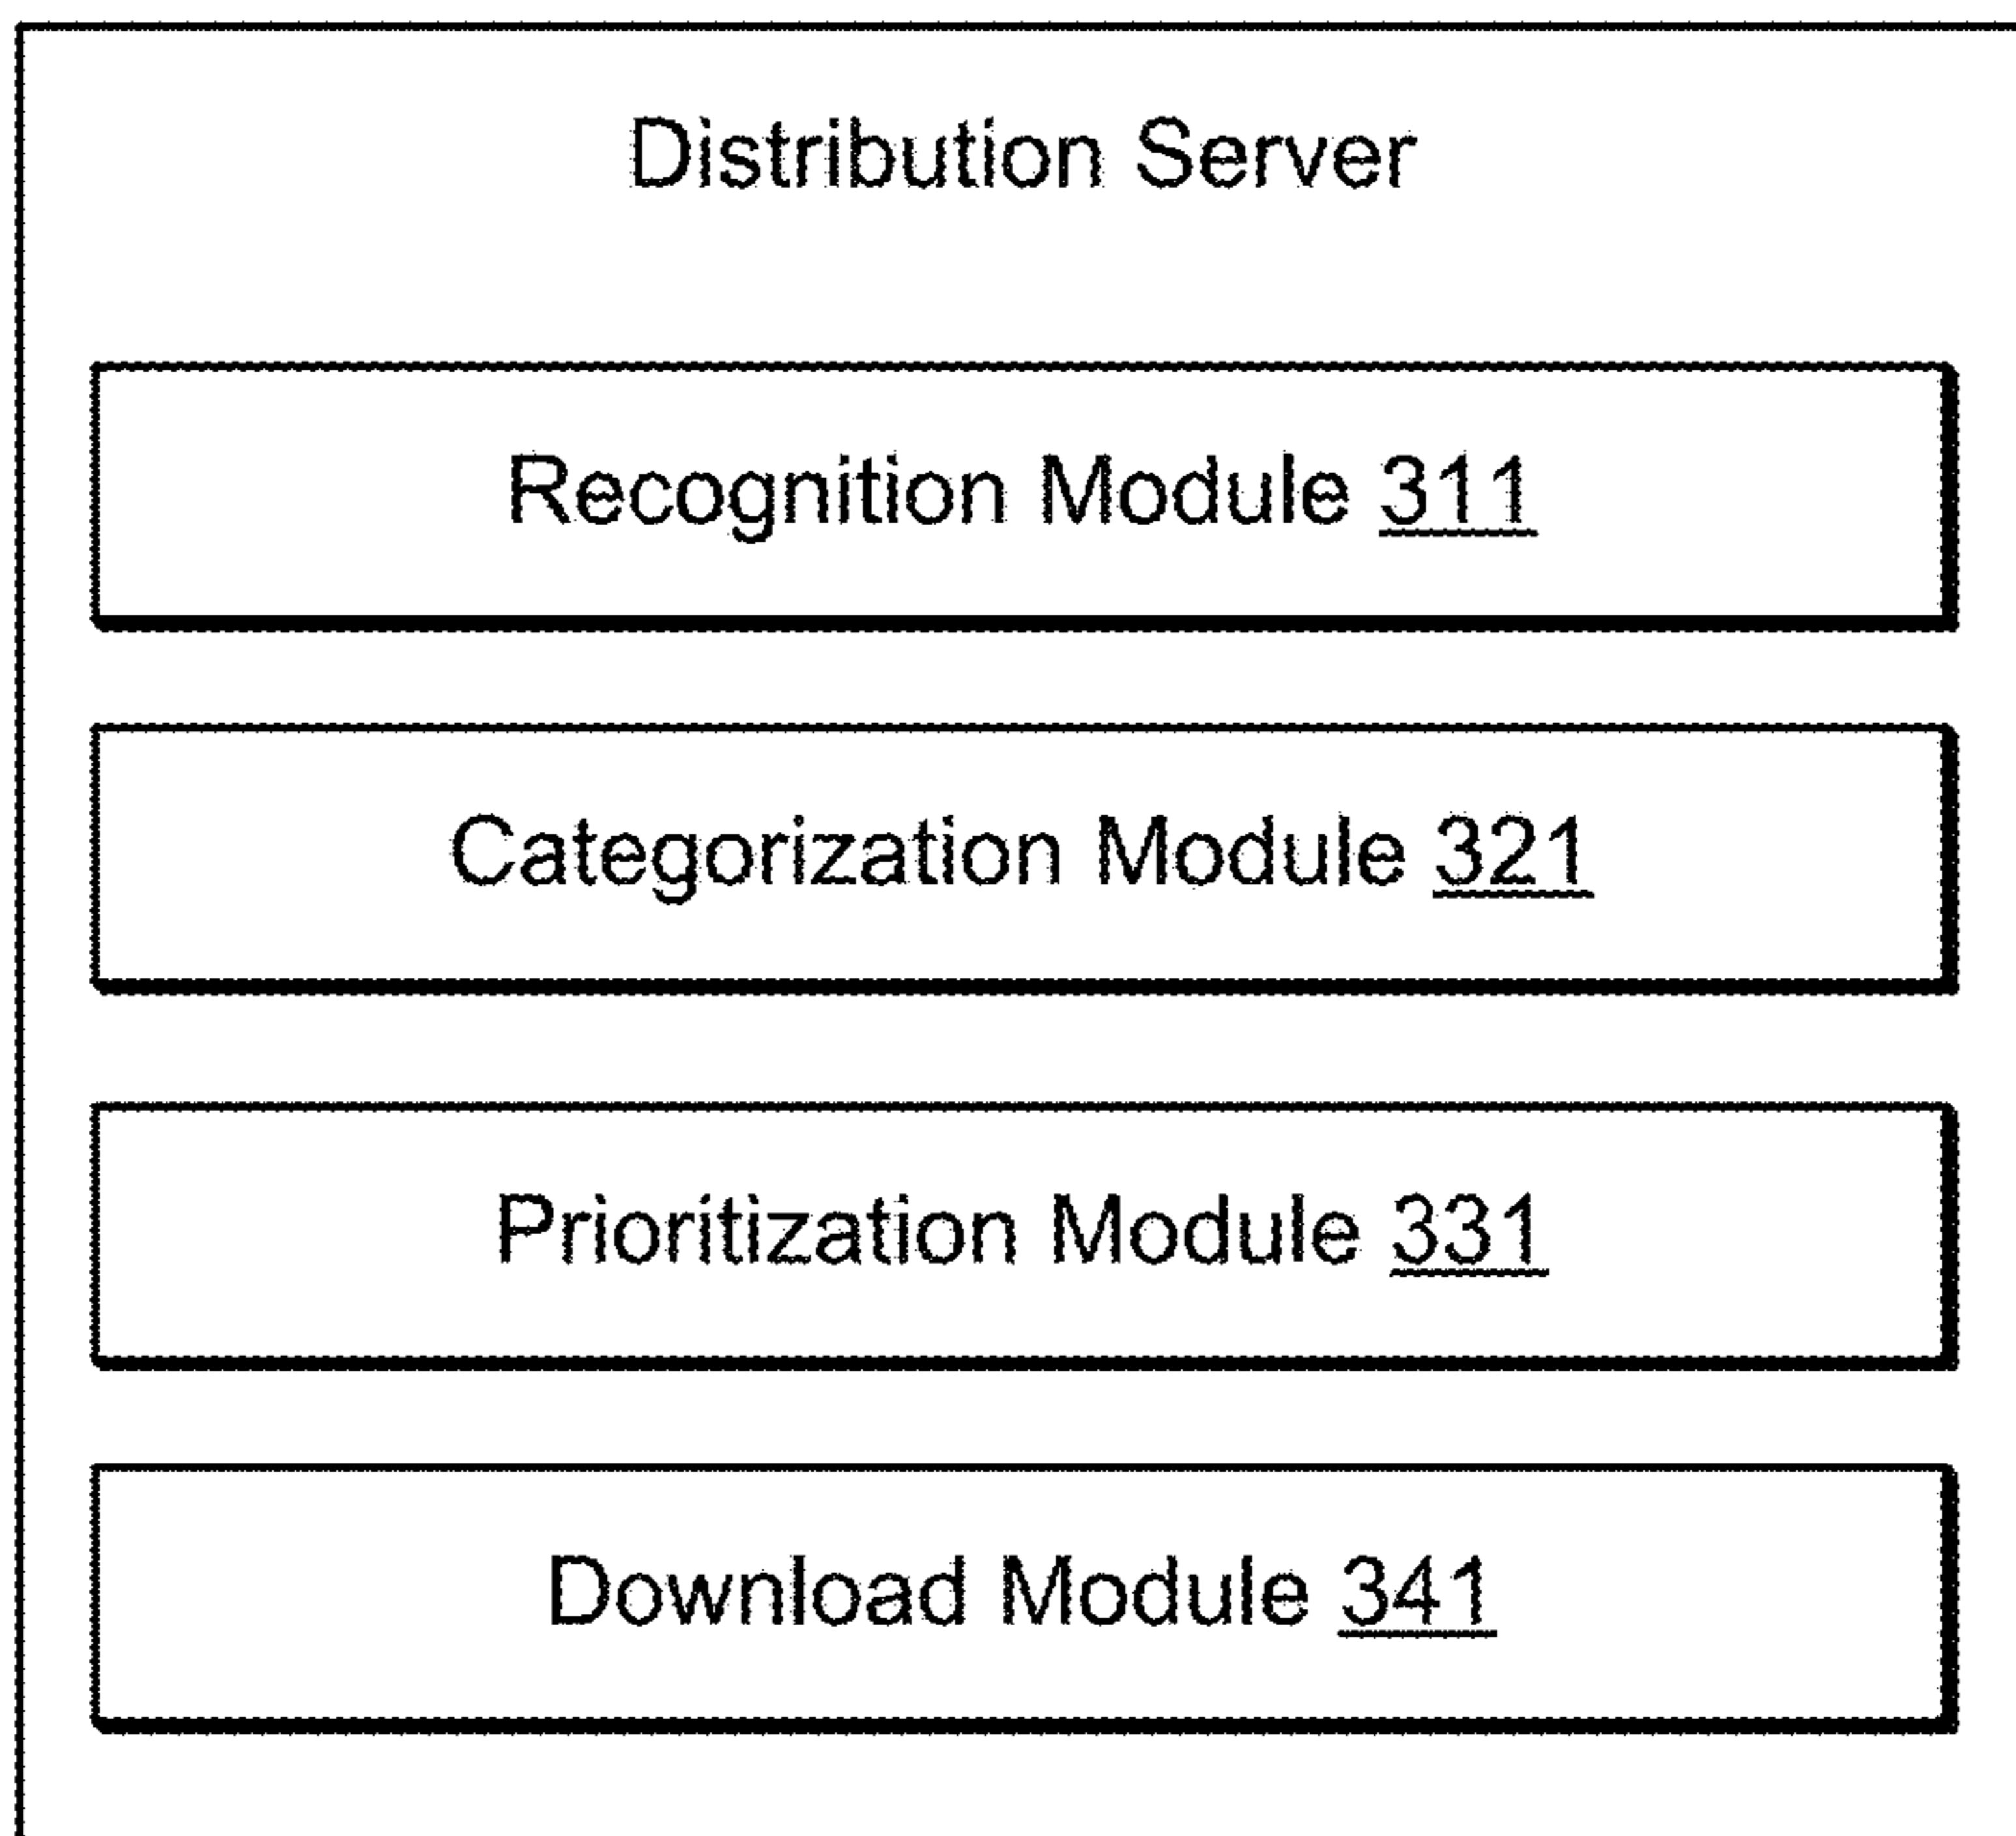 Distribution Server
Recognition Module 311
Categorization Module 321
Prioritization Module 331
Download Module 341